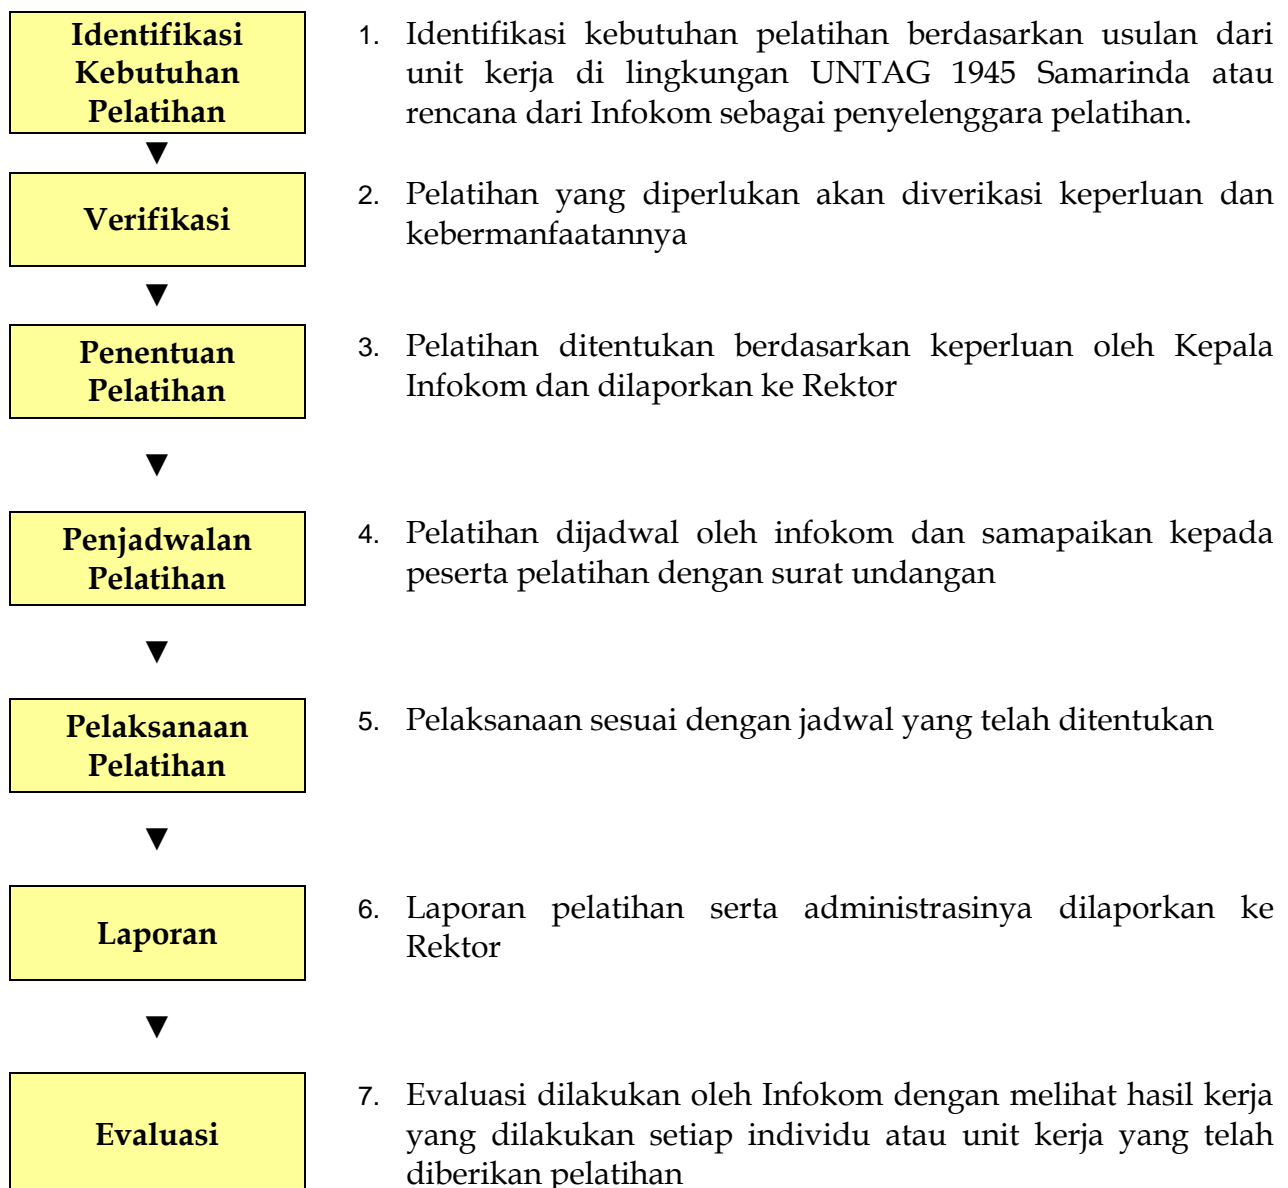 Identifikasi
Kebutuhan
Pelatihan
1. Identifikasi kebutuhan pelatihan berdasarkan usulan dari
unit kerja di lingkungan UNTAG 1945 Samarinda atau
rencana dari Infokom sebagai penyelenggara pelatihan.
▼
Verifikasi
2. Pelatihan yang diperlukan akan diverikasi keperluan dan
kebermanfaatannya
▼
Penentuan
Pelatihan
3. Pelatihan ditentukan berdasarkan keperluan oleh Kepala
Infokom dan dilaporkan ke Rektor
▼
Penjadwalan
Pelatihan
4. Pelatihan dijadwal oleh infokom dan samapaikan kepada
peserta pelatihan dengan surat undangan
▼
Pelaksanaan
Pelatihan
5. Pelaksanaan sesuai dengan jadwal yang telah ditentukan
▼
Laporan
6. Laporan pelatihan serta administrasinya dilaporkan ke
Rektor
▼
Evaluasi
7. Evaluasi dilakukan oleh Infokom dengan melihat hasil kerja
yang dilakukan setiap individu atau unit kerja yang telah
diberikan pelatihan